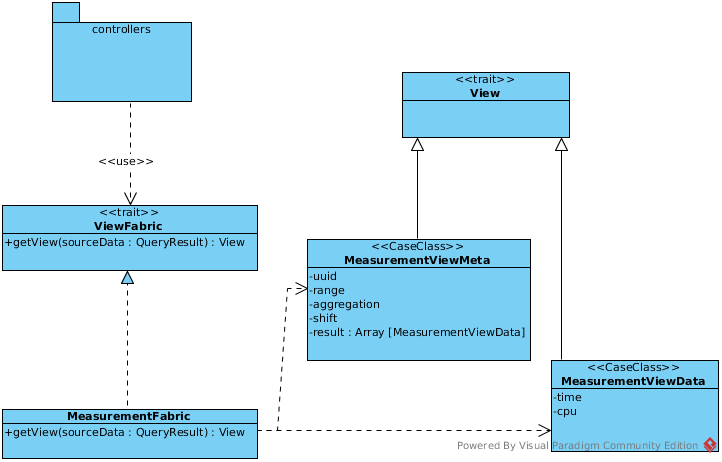 controllers
<<trait>>
View
<<use>>
<<trait>>
ViewFabric
+getView(sourceData : QueryResult) : View
<<CaseClass>>
MeasurementViewMeta
-uuid
-range
-aggregation
-shift
-result : Array [MeasurementViewData]
<<CaseClass>>
MeasurementViewData
-time
-cpu
MeasurementFabric
+getView(sourceData : QueryResult) : View
Powered By Visual Paradigm Community Edition